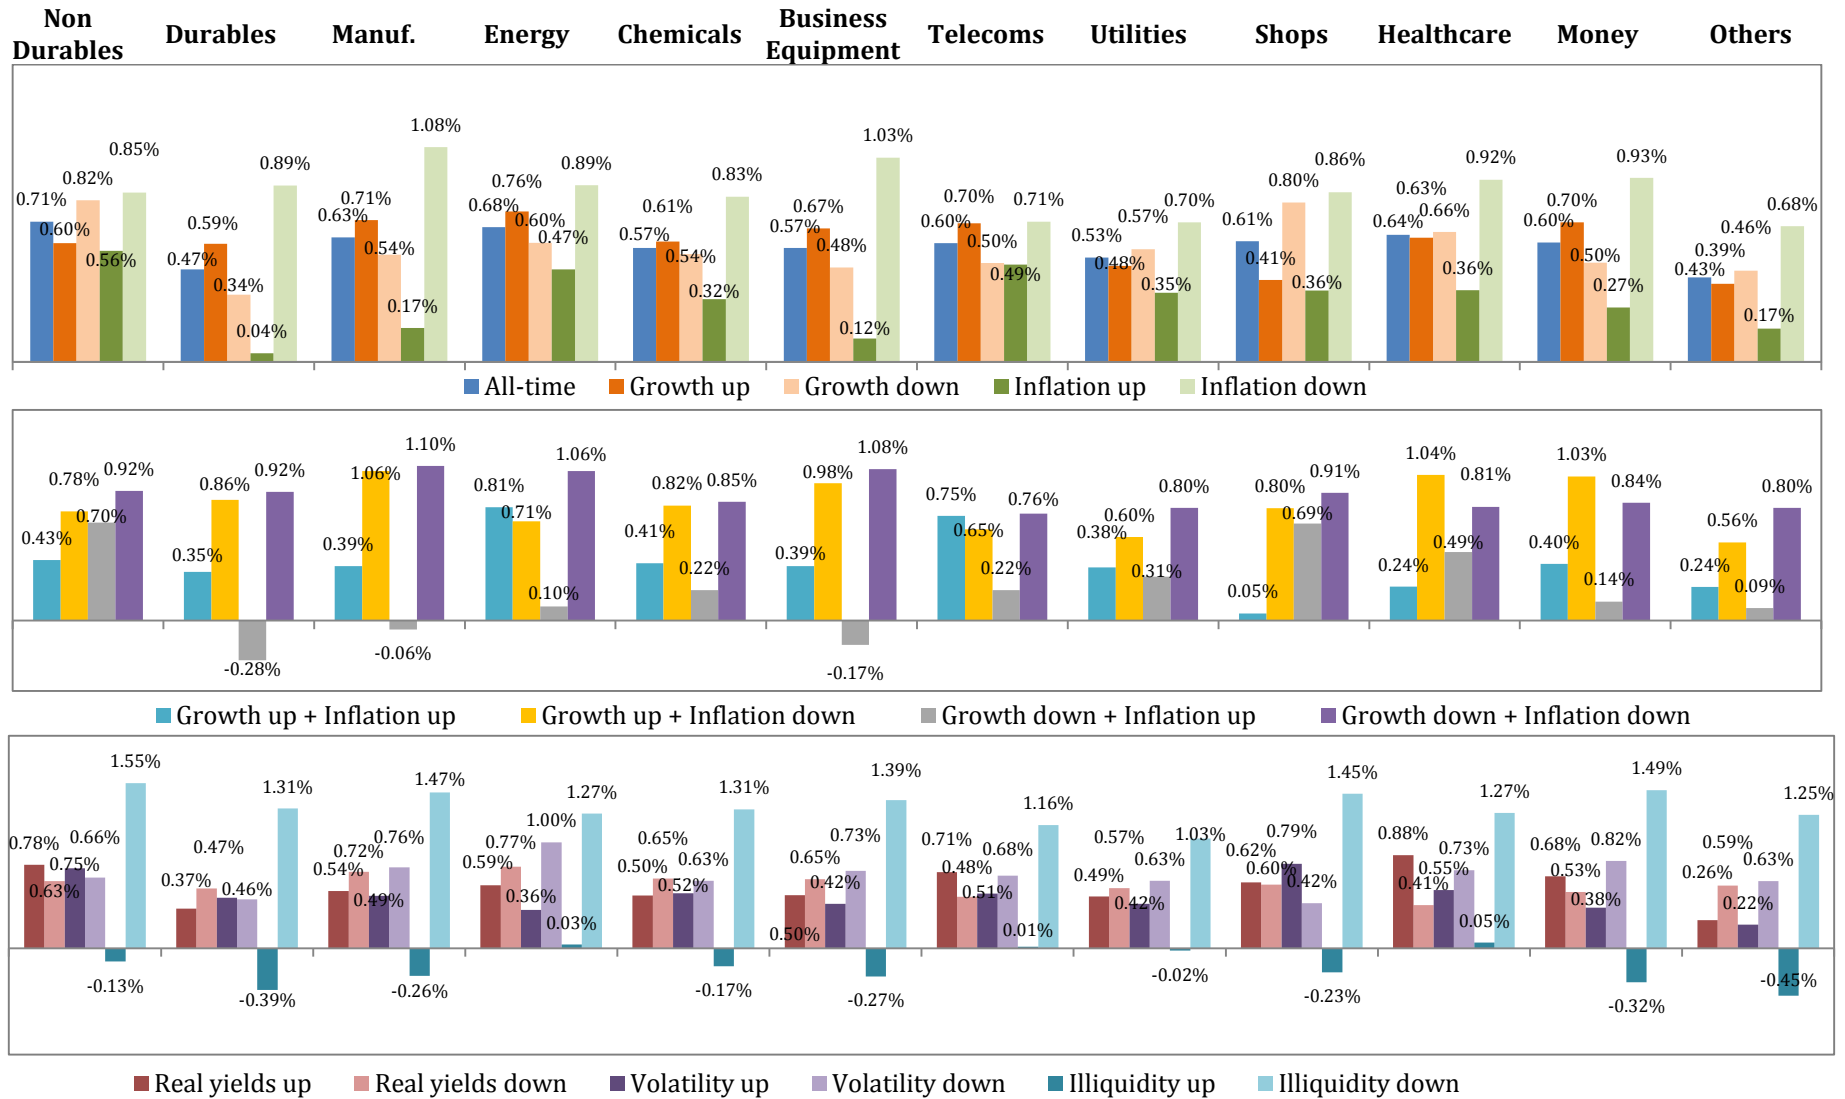 Non Durables Durables Manuf. Energy Chemicals Business Equipment Telecoms Utilities Shops Healthcare Money Others
0.71% 0.60% 0.82% 0.56% 0.85%
0.47% 0.59% 0.34% 0.04% 0.89%
0.63% 0.71% 0.54% 0.17% 1.08%
0.68% 0.76% 0.60% 0.47% 0.89%
0.57% 0.61% 0.54% 0.32% 0.83%
0.57% 0.67% 0.48% 0.12% 1.03%
0.60% 0.70% 0.50% 0.49% 0.71%
0.53% 0.48% 0.57% 0.35% 0.70%
0.61% 0.41% 0.80% 0.36% 0.86%
0.64% 0.63% 0.66% 0.36% 0.92%
0.60% 0.70% 0.50% 0.27% 0.93%
0.43% 0.39% 0.46% 0.17% 0.68%
All-time Growth up Growth down Inflation up Inflation down
0.43% 0.78% 0.70% 0.92%
0.35% 0.86% -0.28% 0.92%
0.39% 1.06% -0.06% 1.10%
0.81% 0.71% 0.10% 1.06%
0.41% 0.82% 0.22% 0.85%
0.39% 0.98% -0.17% 1.08%
0.75% 0.65% 0.22% 0.76%
0.38% 0.60% 0.31% 0.80%
0.05% 0.80% 0.69% 0.91%
0.24% 1.04% 0.49% 0.81%
0.40% 1.03% 0.14% 0.84%
0.24% 0.56% 0.09% 0.80%
Growth up + Inflation up Growth up + Inflation down Growth down + Inflation up Growth down + Inflation down
0.78% 0.63% 0.75% 0.66% -0.13% 1.55%
0.37% 0.47% 0.46% -0.39% 1.31%
0.54% 0.72% 0.49% 0.76% -0.26% 1.47%
0.59% 0.77% 0.36% 1.00% 0.03% 1.27%
0.50% 0.65% 0.52% 0.63% -0.17% 1.31%
0.50% 0.65% 0.42% 0.73% -0.27% 1.39%
0.71% 0.48% 0.51% 0.68% 0.01% 1.16%
0.49% 0.57% 0.42% 0.63% -0.02% 1.03%
0.62% 0.60% 0.79% 0.42% -0.23% 1.45%
0.88% 0.41% 0.55% 0.73% 0.05% 1.27%
0.68% 0.53% 0.38% 0.82% -0.32% 1.49%
0.26% 0.59% 0.22% 0.63% -0.45% 1.25%
Real yields up Real yields down Volatility up Volatility down Illiquidity up Illiquidity down